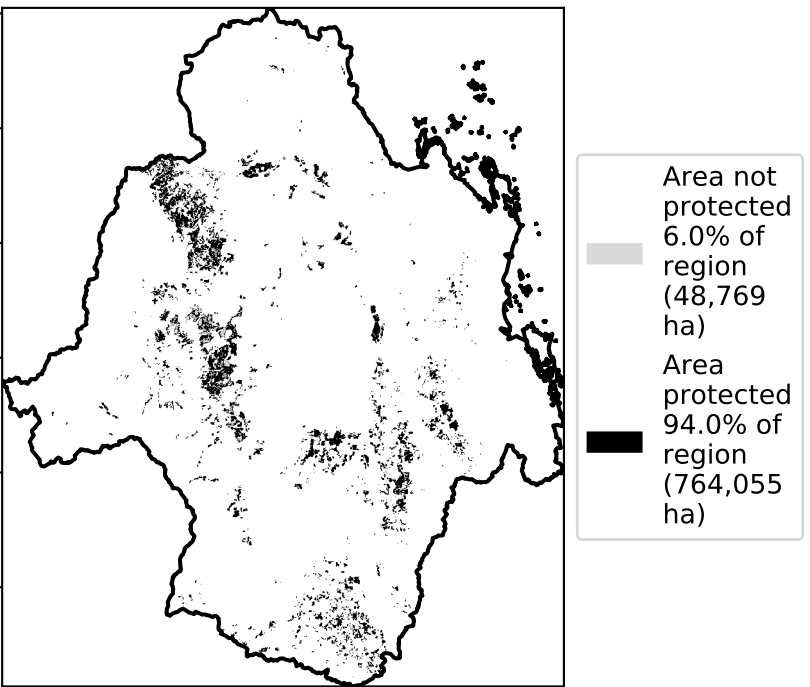 Area not
protected
6.0% of
region
(48,769
ha)
Area
protected
94.0% of
region
(764,055
ha)